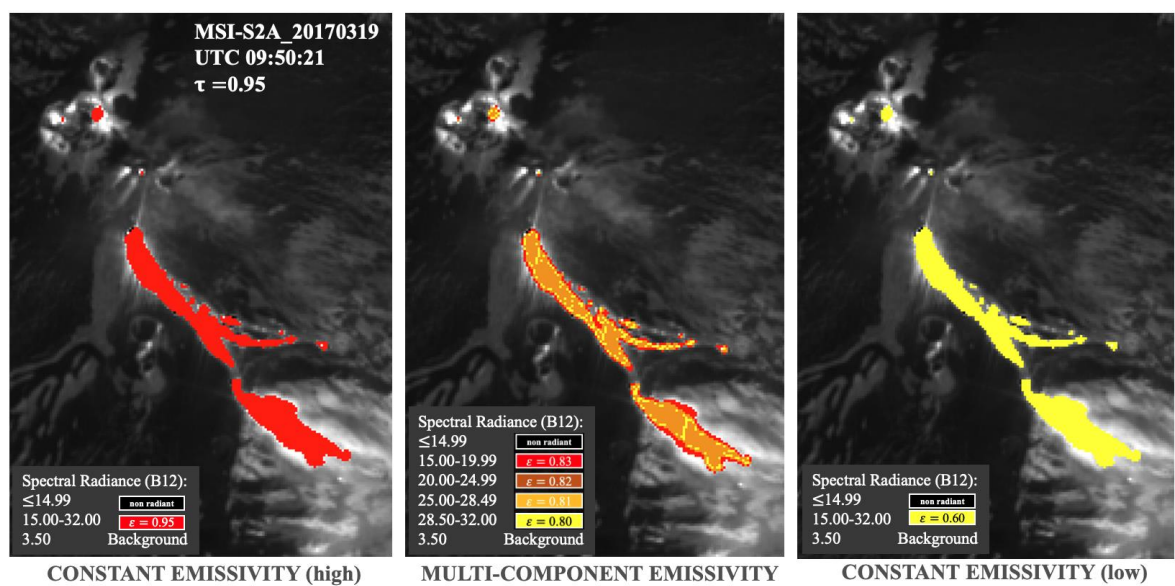 MSI-S2A_20170319
UTC 09:50:21
τ =0.95
Spectral Radiance (B12):
≤14.99 non radiant
15.00-32.00 ε = 0.95
3.50 Background
CONSTANT EMISSIVITY (high)
Spectral Radiance (B12):
≤14.99 non radiant
15.00-19.99 ε = 0.83
20.00-24.99 ε = 0.82
25.00-28.49 ε = 0.81
28.50-32.00 ε = 0.80
3.50 Background
MULTI-COMPONENT EMISSIVITY
Spectral Radiance (B12):
≤14.99 non radiant
15.00-32.00 ε = 0.60
3.50 Background
CONSTANT EMISSIVITY (low)